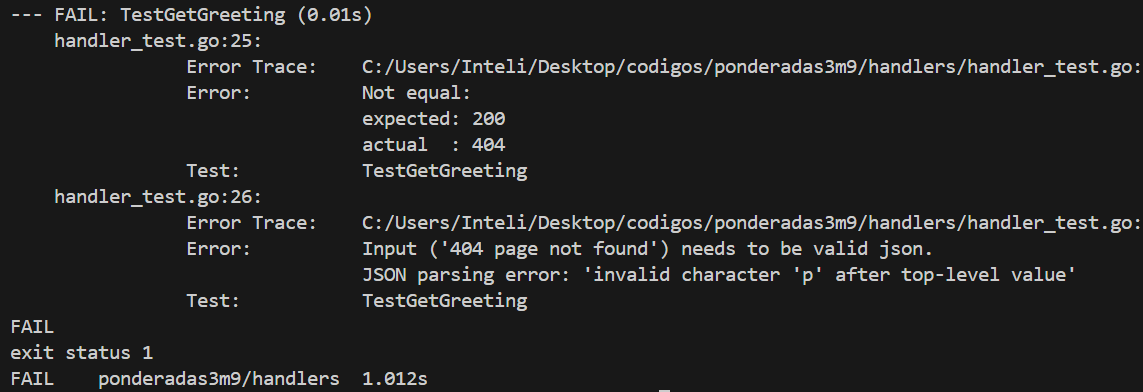 --- FAIL: TestGetGreeting (0.01s)
    handler_test.go:25:
                Error Trace:    C:/Users/Inteli/Desktop/codigos/ponderadas3m9/handlers/handler_test.go:
                Error:          Not equal:
                                expected: 200
                                actual  : 404
                Test:           TestGetGreeting
    handler_test.go:26:
                Error Trace:    C:/Users/Inteli/Desktop/codigos/ponderadas3m9/handlers/handler_test.go:
                Error:          Input ('404 page not found') needs to be valid json.
                                JSON parsing error: 'invalid character 'p' after top-level value'
                Test:           TestGetGreeting
FAIL
exit status 1
FAIL    ponderadas3m9/handlers  1.012s